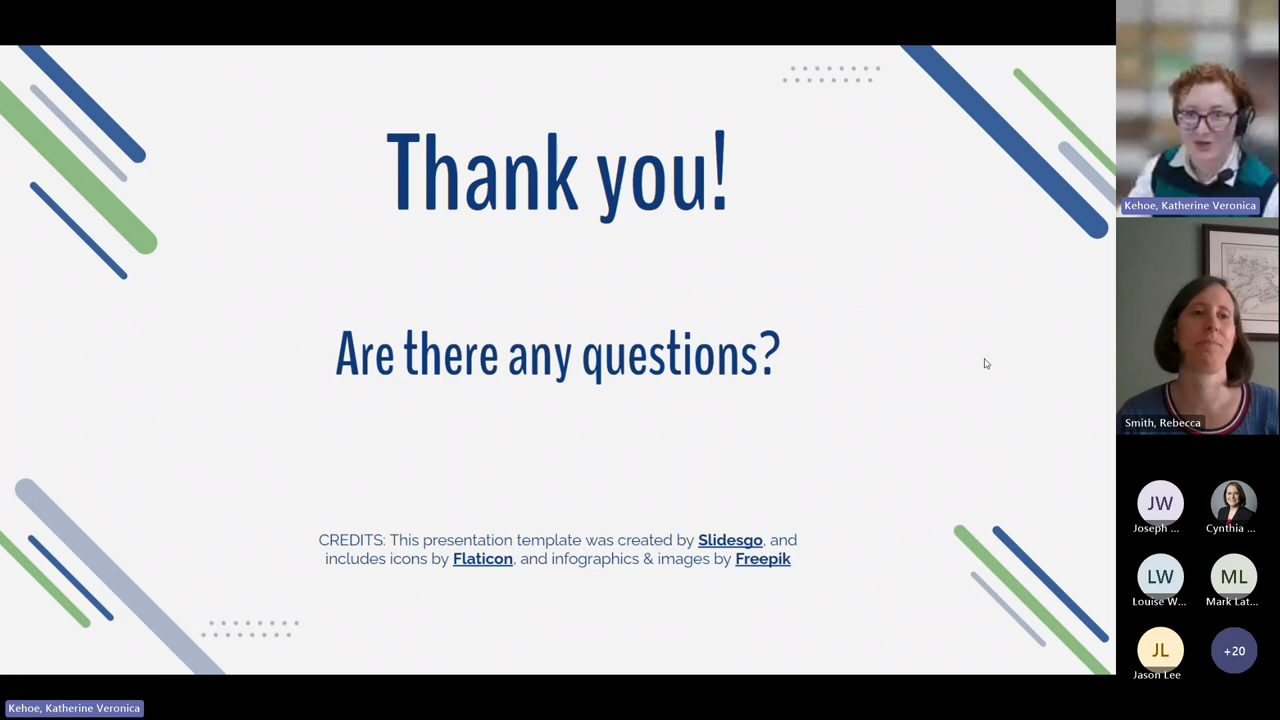 Thank you!
Are there any questions?
CREDITS: This presentation template was created by Slidesgo, and
includes icons by Flaticon, and infographics & images by Freepik
Kehoe, Katherine Veronica
Smith, Rebecca
JW
Joseph ...
Cynthia ...
LW
ML
Louise W...
Mark Lat...
JL
+20
Jason Lee
Kehoe, Katherine Veronica